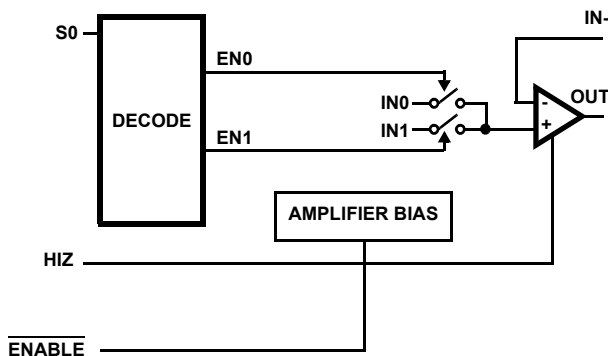 S0
EN0
IN-
IN0
OUT
DECODE
IN1
-
+
EN1
AMPLIFIER BIAS
HIZ
ENABLE